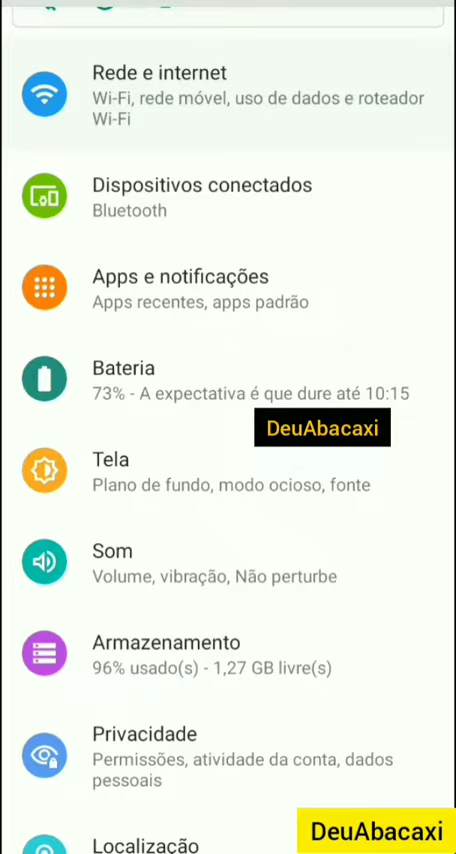 Rede e internet
Wi-Fi, rede móvel, uso de dados e roteador
Wi-Fi
Dispositivos conectados
Bluetooth
Apps e notificações
Apps recentes, apps padrão
Bateria
73% - A expectativa é que dure até 10:15
DeuAbacaxi
Tela
Plano de fundo, modo ocioso, fonte
Som
Volume, vibração, Não perturbe
Armazenamento
96% usado(s) - 1,27 GB livre(s)
Privacidade
Permissões, atividade da conta, dados
pessoais
DeuAbacaxi
Localização